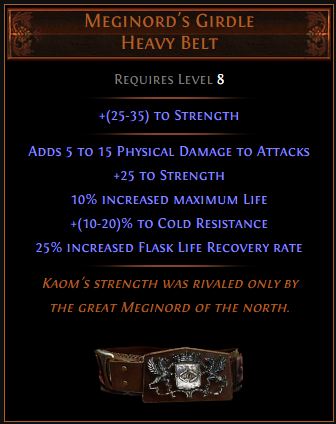 Meginord's Girdle
Heavy Belt
Requires Level 8
+(25-35) to Strength
Adds 5 to 15 Physical Damage to Attacks
+25 to Strength
10% increased maximum Life
+(10-20)% to Cold Resistance
25% increased Flask Life Recovery rate
Kaom's strength was rivaled only by
the great Meginord of the north.